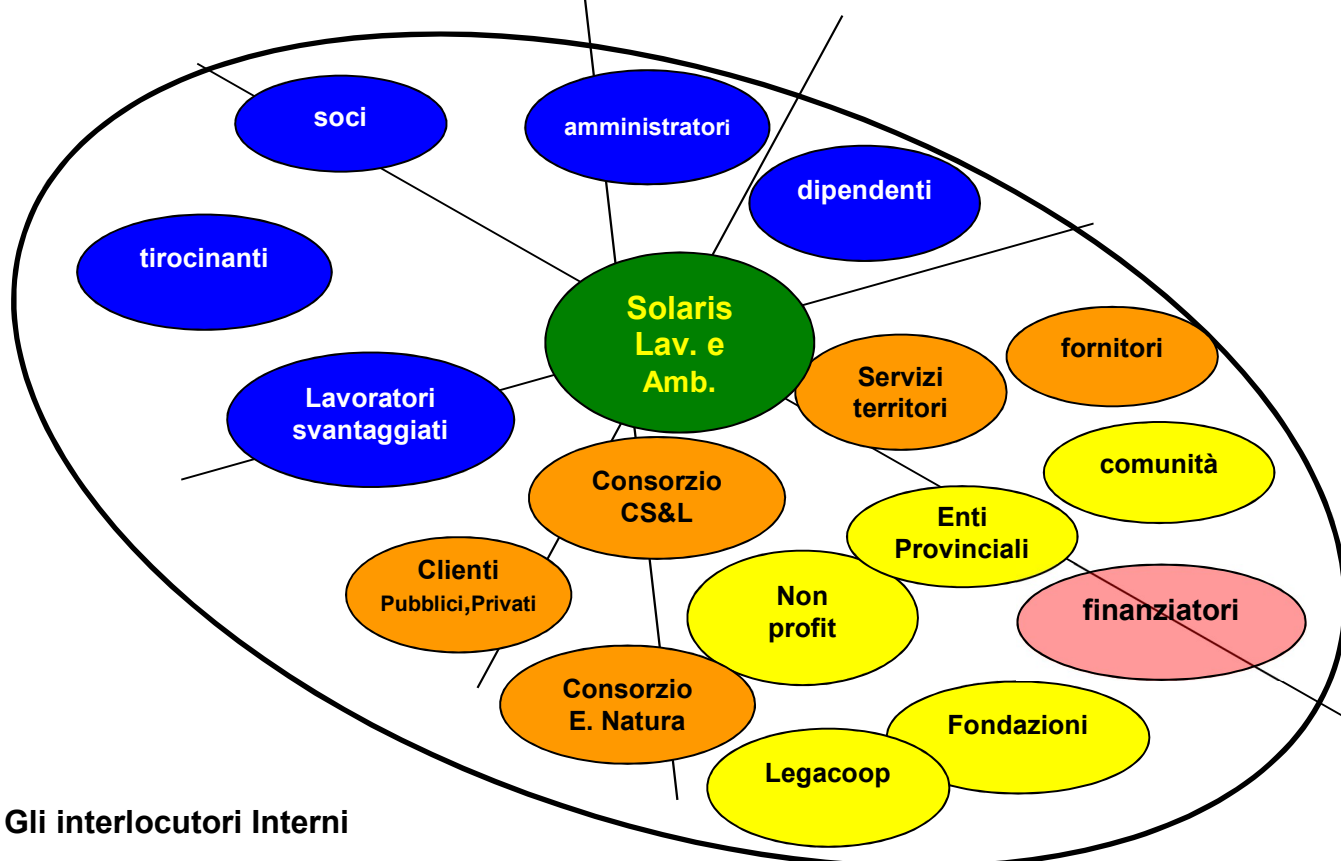 soci
amministratori
dipendenti
tirocinanti
Solaris
Lav. e
Amb.
fornitori
Servizi
territori
Lavoratori
svantaggiati
comunità
Consorzio
CS&L
Enti
Provinciali
Clienti
Pubblici,Privati
Non
profit
finanziatori
Consorzio
E. Natura
Fondazioni
Legacoop
Gli interlocutori Interni